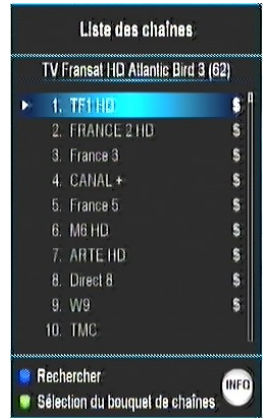 Liste des chaînes
TV Fransat HD Atlantic Bird 3 (62)
1. TF1 HD $
2. FRANCE 2 HD $
3. France 3 $
4. CANAL + $
5. France 5 $
6. M6 HD $
7. ARTE HD $
8. Direct 8 $
9. W9 $
10. TMC
Rechercher
INFO
Sélection du bouquet de chaînes